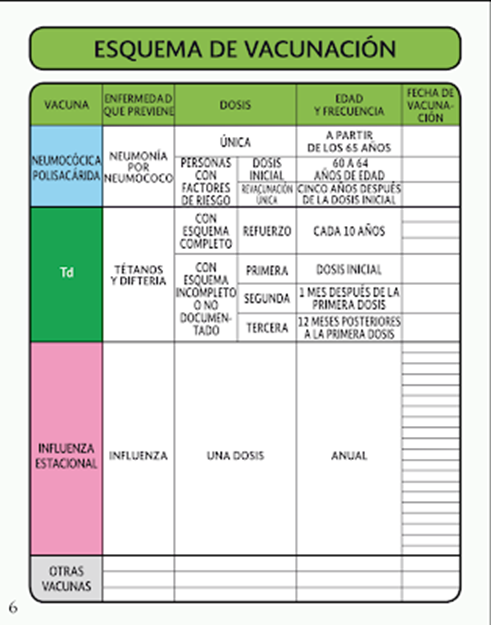 ESQUEMA DE VACUNACIÓN
VACUNA
ENFERMEDAD
QUE PREVIENE
DOSIS
EDAD
Y FRECUENCIA
FECHA DE
VACUNA-
CIÓN
NEUMOCÓCICA
POLISACÁRIDA
NEUMONÍA
POR
NEUMOCOCO
ÚNICA
A PARTIR
DE LOS 65 AÑOS
PERSONAS
CON
FACTORES
DE RIESGO
DOSIS
INICIAL
60 A 64
AÑOS DE EDAD
REVACUNACIÓN
ÚNICA
CINCO AÑOS DESPUÉS
DE LA DOSIS INICIAL
Td
TÉTANOS
Y DIFTERIA
CON
ESQUEMA
COMPLETO
REFUERZO
CADA 10 AÑOS
CON
ESQUEMA
INCOMPLETO
O NO
DOCUMEN-
TADO
PRIMERA
DOSIS INICIAL
SEGUNDA
1 MES DESPUÉS DE LA
PRIMERA DOSIS
TERCERA
12 MESES POSTERIORES
A LA PRIMERA DOSIS
INFLUENZA
ESTACIONAL
INFLUENZA
UNA DOSIS
ANUAL
OTRAS
VACUNAS
6